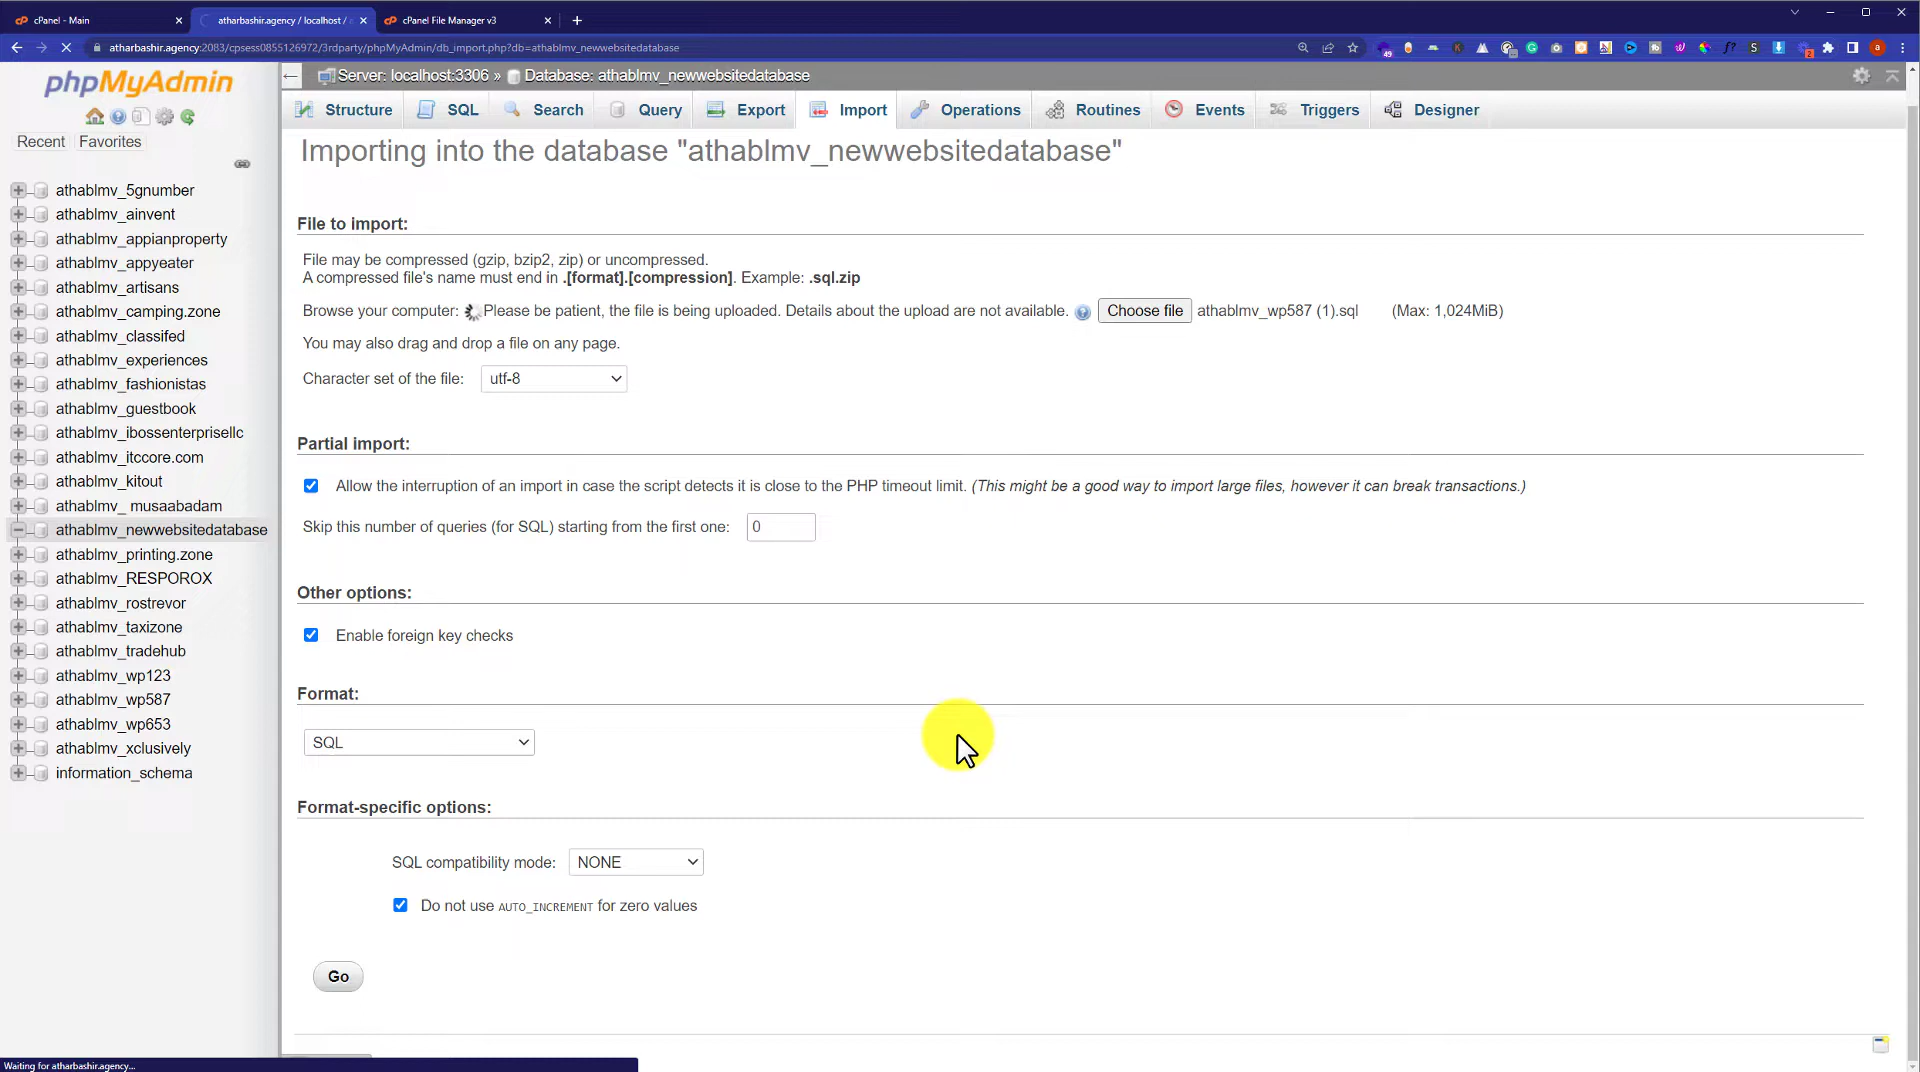 cPanel - Main
atharbashir.agency / localhost /
cPanel File Manager v3
atharbashir.agency:2083/cpsess0855126972/3rdparty/phpMyAdmin/db_import.php?db=athablmv_newwebsitedatabase
phpMyAdmin
Recent Favorites
athablmv_5gnumber
athablmv_ainvent
athablmv_appianproperty
athablmv_appyeater
athablmv_artisans
athablmv_camping.zone
athablmv_classifed
athablmv_experiences
athablmv_fashionistas
athablmv_guestbook
athablmv_ibossenterprisellc
athablmv_itccore.com
athablmv_kitout
athablmv_ musaabadam
athablmv_newwebsitedatabase
athablmv_printing.zone
athablmv_RESPOROX
athablmv_rostrevor
athablmv_taxizone
athablmv_tradehub
athablmv_wp123
athablmv_wp587
athablmv_wp653
athablmv_xclusively
information_schema
Server: localhost:3306 » Database: athablmv_newwebsitedatabase
Structure SQL Search Query Export Import Operations Routines Events Triggers Designer
Importing into the database "athablmv_newwebsitedatabase"
File to import:
File may be compressed (gzip, bzip2, zip) or uncompressed.
A compressed file's name must end in .[format].[compression]. Example: .sql.zip
Browse your computer: Please be patient, the file is being uploaded. Details about the upload are not available. Choose file athablmv_wp587 (1).sql (Max: 1,024MiB)
You may also drag and drop a file on any page.
Character set of the file: utf-8
Partial import:
Allow the interruption of an import in case the script detects it is close to the PHP timeout limit. (This might be a good way to import large files, however it can break transactions.)
Skip this number of queries (for SQL) starting from the first one: 0
Other options:
Enable foreign key checks
Format:
SQL
Format-specific options:
SQL compatibility mode: NONE
Do not use AUTO_INCREMENT for zero values
Go
Waiting for atharbashir.agency...